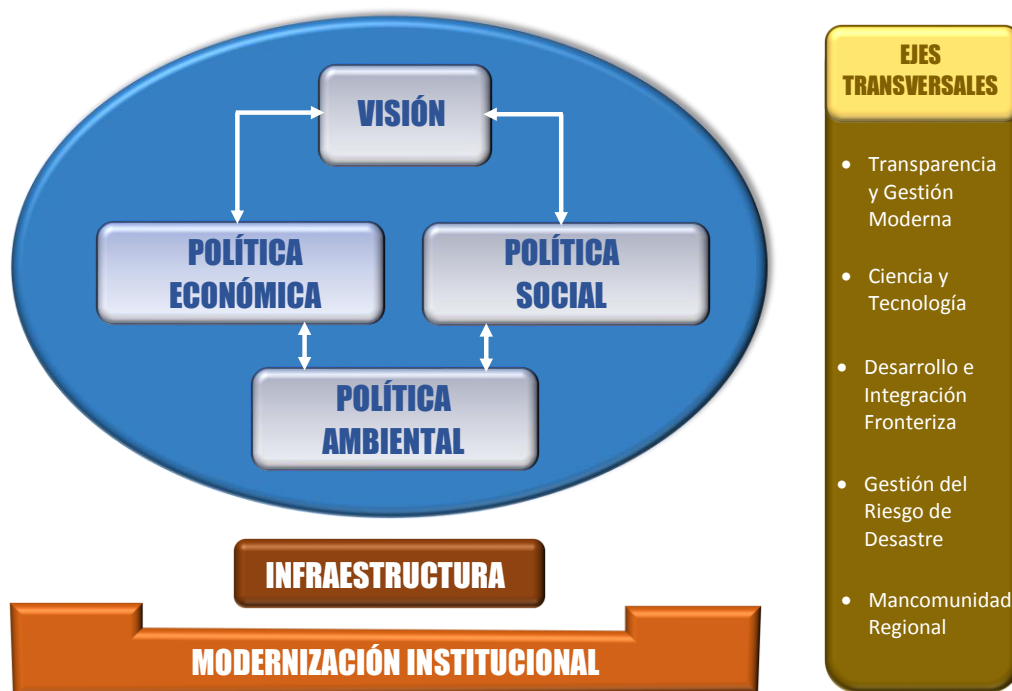 VISIÓN
POLÍTICA
ECONÓMICA
POLÍTICA
SOCIAL
POLÍTICA
AMBIENTAL
INFRAESTRUCTURA
MODERNIZACIÓN INSTITUCIONAL
EJES
TRANSVERSALES
• Transparencia
y Gestión
Moderna
• Ciencia y
Tecnología
• Desarrollo e
Integración
Fronteriza
• Gestión del
Riesgo de
Desastre
• Mancomunidad
Regional